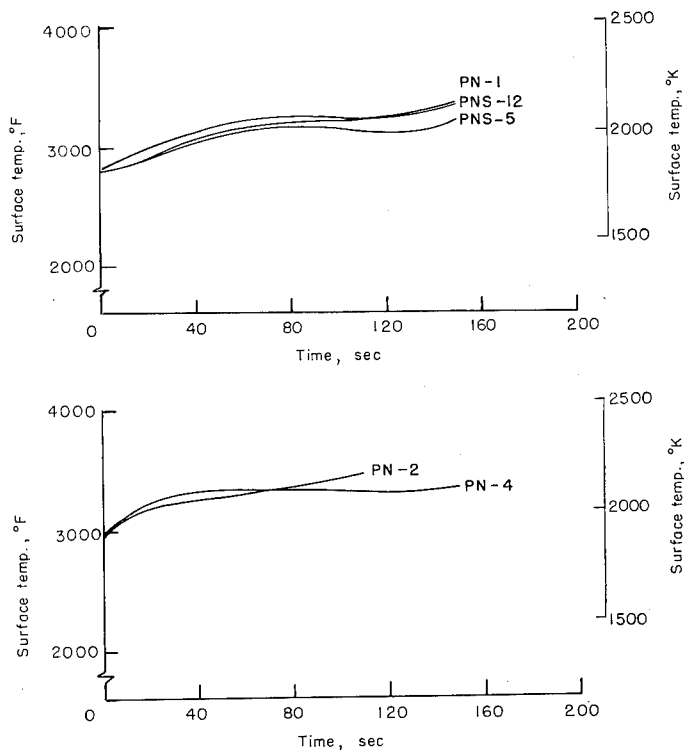 4000
3000
2000
Surface temp., °F
PN-1
PNS-12
PNS-5
2,500
2000
1500
Surface temp., °K
0 40 80 120 160 200
Time, sec
4000
3000
2000
Surface temp., °F
PN-2
PN-4
2500
2000
1500
Surface temp., °K
0 40 80 120 160 200
Time, sec